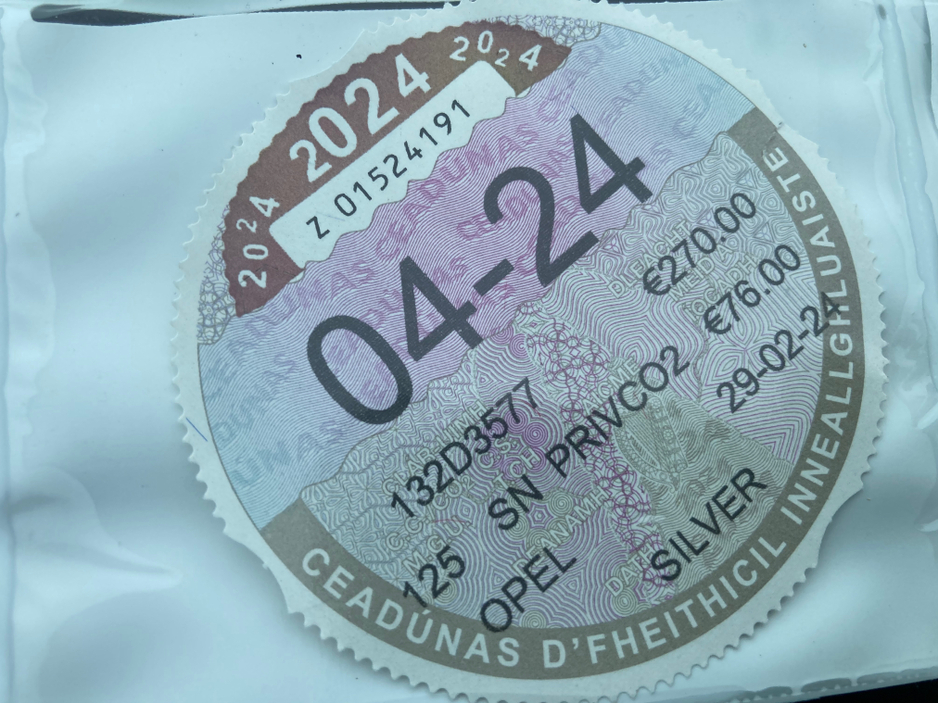 2024 2024 2024
Z 01524191
04-24
€270.00
132D3577 €76.00
SN PRIVCO2 29-02-24
125
OPEL SILVER
CEADÚNAS D'FHEITHICIL INNEALLGHLUAISTE